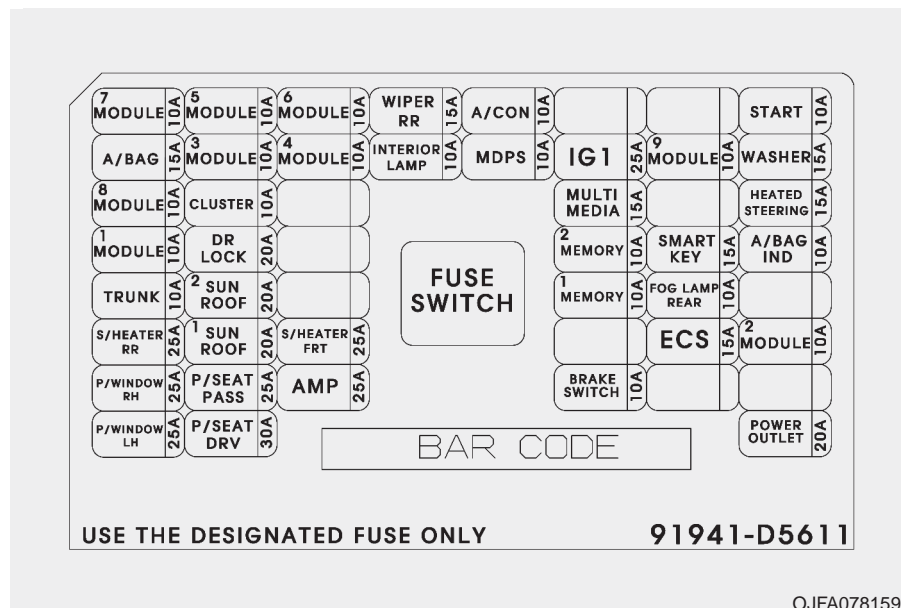 7 MODULE 10A 5 MODULE 10A 6 MODULE 10A WIPER RR 15A A/CON 10A START 10A
A/BAG 15A 3 MODULE 10A 4 MODULE 10A INTERIOR LAMP 10A MDPS 10A IG1 25A 9 MODULE 10A WASHER 15A
8 MODULE 10A CLUSTER 10A MULTI MEDIA 15A HEATED STEERING 15A
1 MODULE 10A DR LOCK 20A 2 MEMORY 10A SMART KEY 15A A/BAG IND 10A
TRUNK 10A 2 SUN ROOF 20A 1 MEMORY 10A FOG LAMP REAR 10A
FUSE
SWITCH
S/HEATER RR 25A 1 SUN ROOF 20A S/HEATER FRT 25A ECS 15A 2 MODULE 10A
P/WINDOW RH 25A P/SEAT PASS 25A AMP 25A BRAKE SWITCH 10A
P/WINDOW LH 25A P/SEAT DRV 30A POWER OUTLET 20A
BAR CODE
USE THE DESIGNATED FUSE ONLY 91941-D5611
OJFA078159